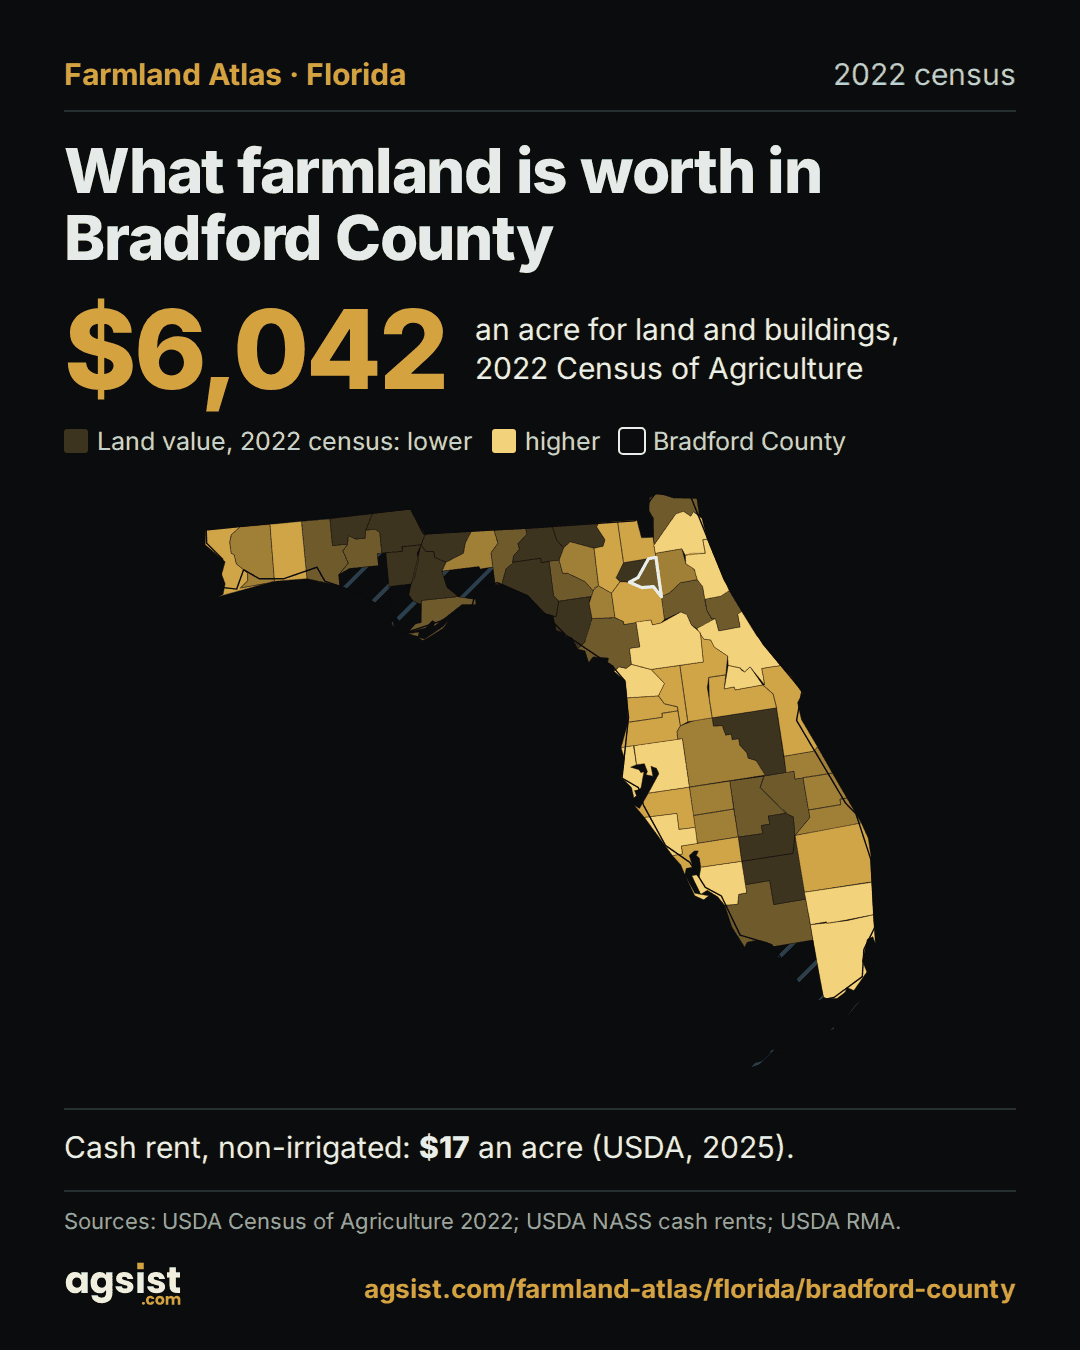 Farmland Atlas · Florida
2022 census
What farmland is worth in
Bradford County
$6,042
an acre for land and buildings,
2022 Census of Agriculture
Land value, 2022 census: lower
higher
Bradford County
Cash rent, non-irrigated: $17 an acre (USDA, 2025).
Sources: USDA Census of Agriculture 2022; USDA NASS cash rents; USDA RMA.
agsist
.com
agsist.com/farmland-atlas/florida/bradford-county